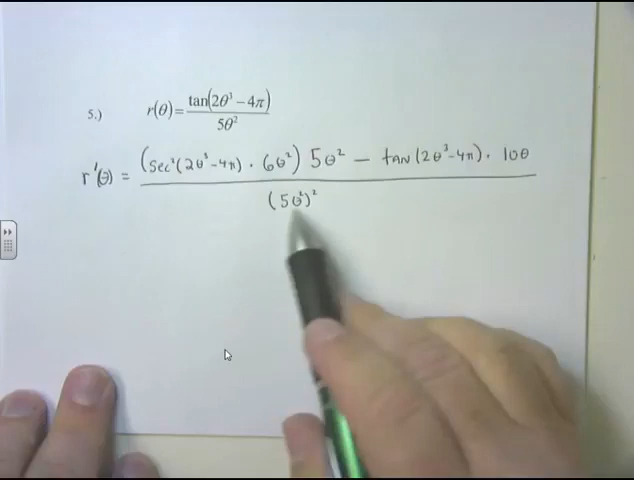 5.) r(θ) = tan(2θ³ − 4π) / 5θ²
r'(θ) = (sec²(2θ³-4π) · 6θ²) 5θ² − tan(2θ³-4π) · 10θ
(5θ²)²